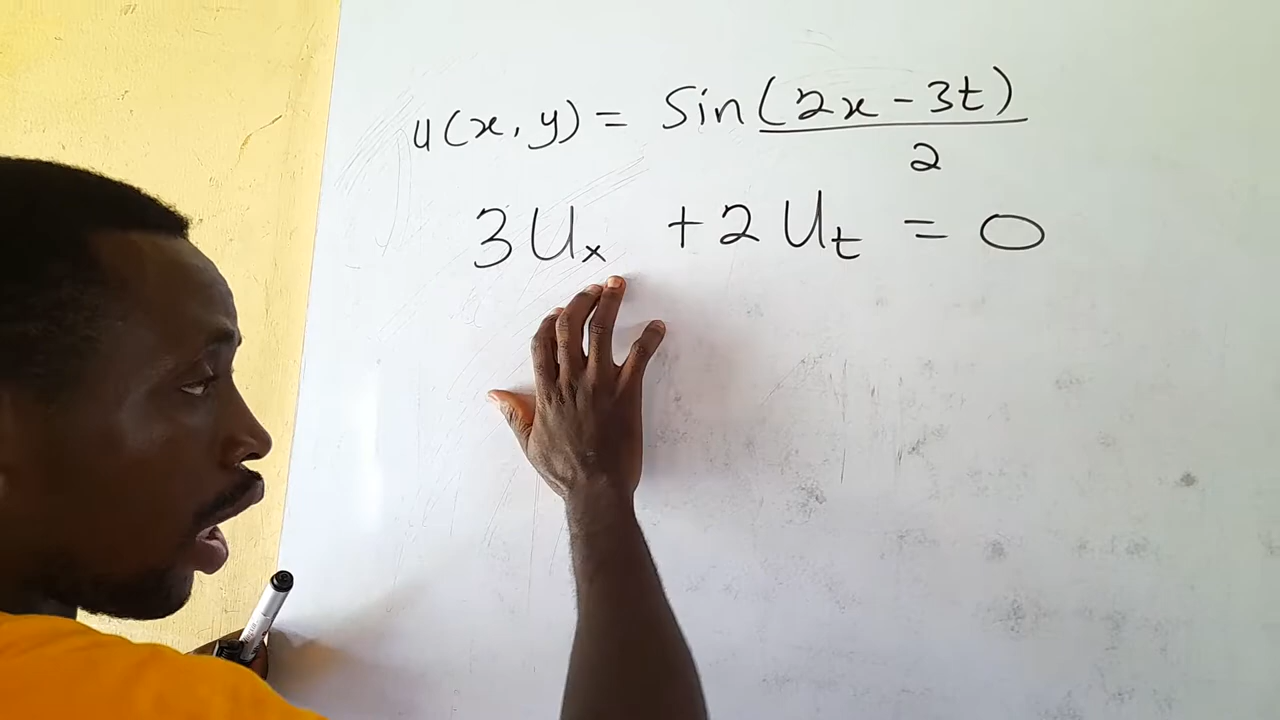 u(x, y) = Sin (2x - 3t) / 2
3Ux + 2Ut = 0